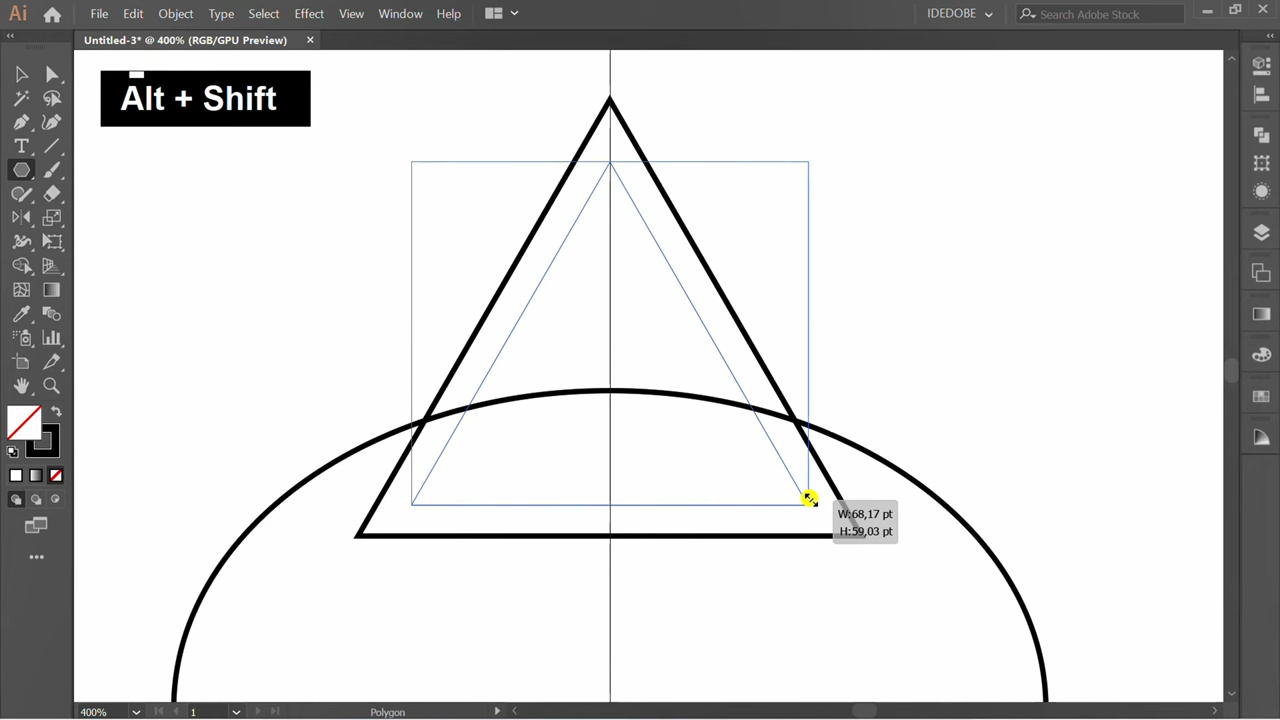 Ai File Edit Object Type Select Effect View Window Help IDEDOBE Search Adobe Stock
Untitled-3* @ 400% (RGB/GPU Preview) ×
Alt + Shift
T
W:68,17 pt
H:59,03 pt
400% 1 Polygon